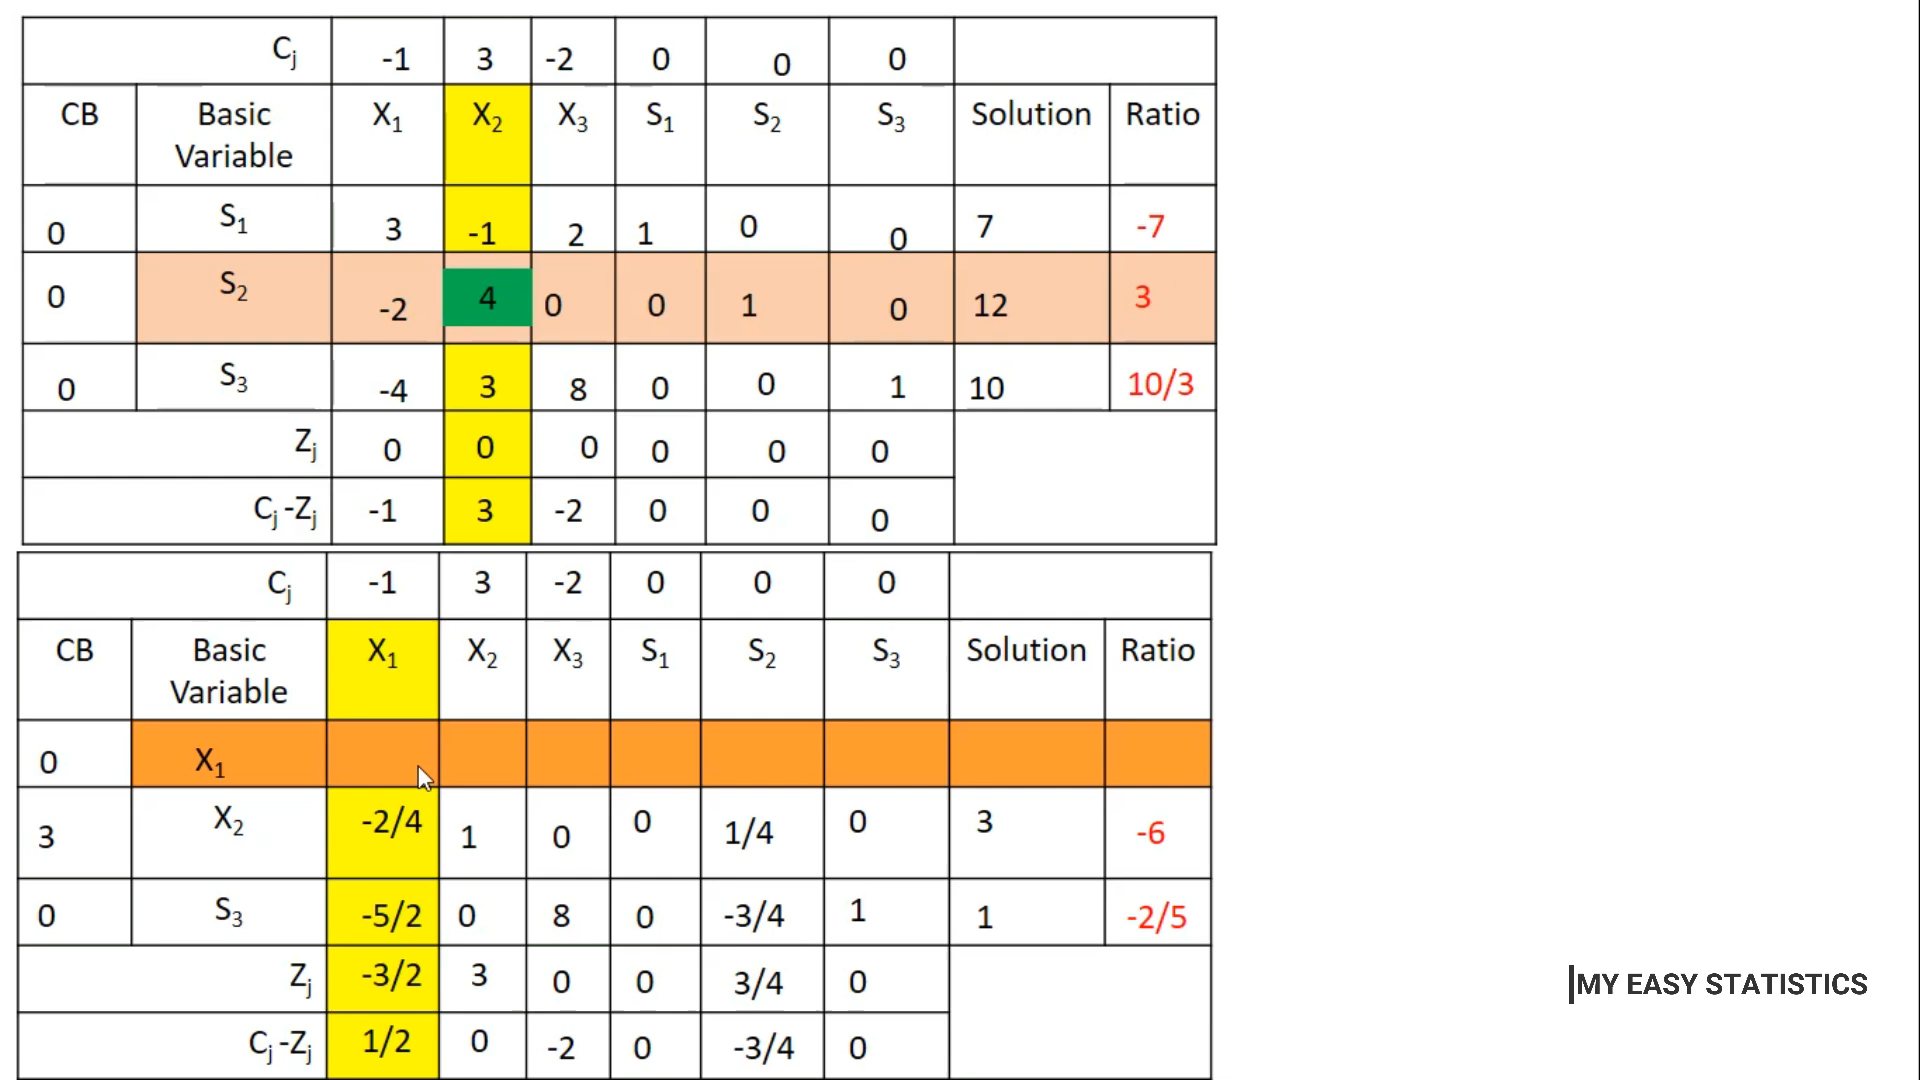 Cj -1 3 -2 0 0 0
CB Basic Variable X1 X2 X3 S1 S2 S3 Solution Ratio
0 S1 3 -1 2 1 0 0 7 -7
0 S2 -2 4 0 0 1 0 12 3
0 S3 -4 3 8 0 0 1 10 10/3
Zj 0 0 0 0 0 0
Cj -Zj -1 3 -2 0 0 0
Cj -1 3 -2 0 0 0
CB Basic Variable X1 X2 X3 S1 S2 S3 Solution Ratio
0 X1
3 X2 -2/4 1 0 0 1/4 0 3 -6
0 S3 -5/2 0 8 0 -3/4 1 1 -2/5
Zj -3/2 3 0 0 3/4 0
Cj -Zj 1/2 0 -2 0 -3/4 0
MY EASY STATISTICS